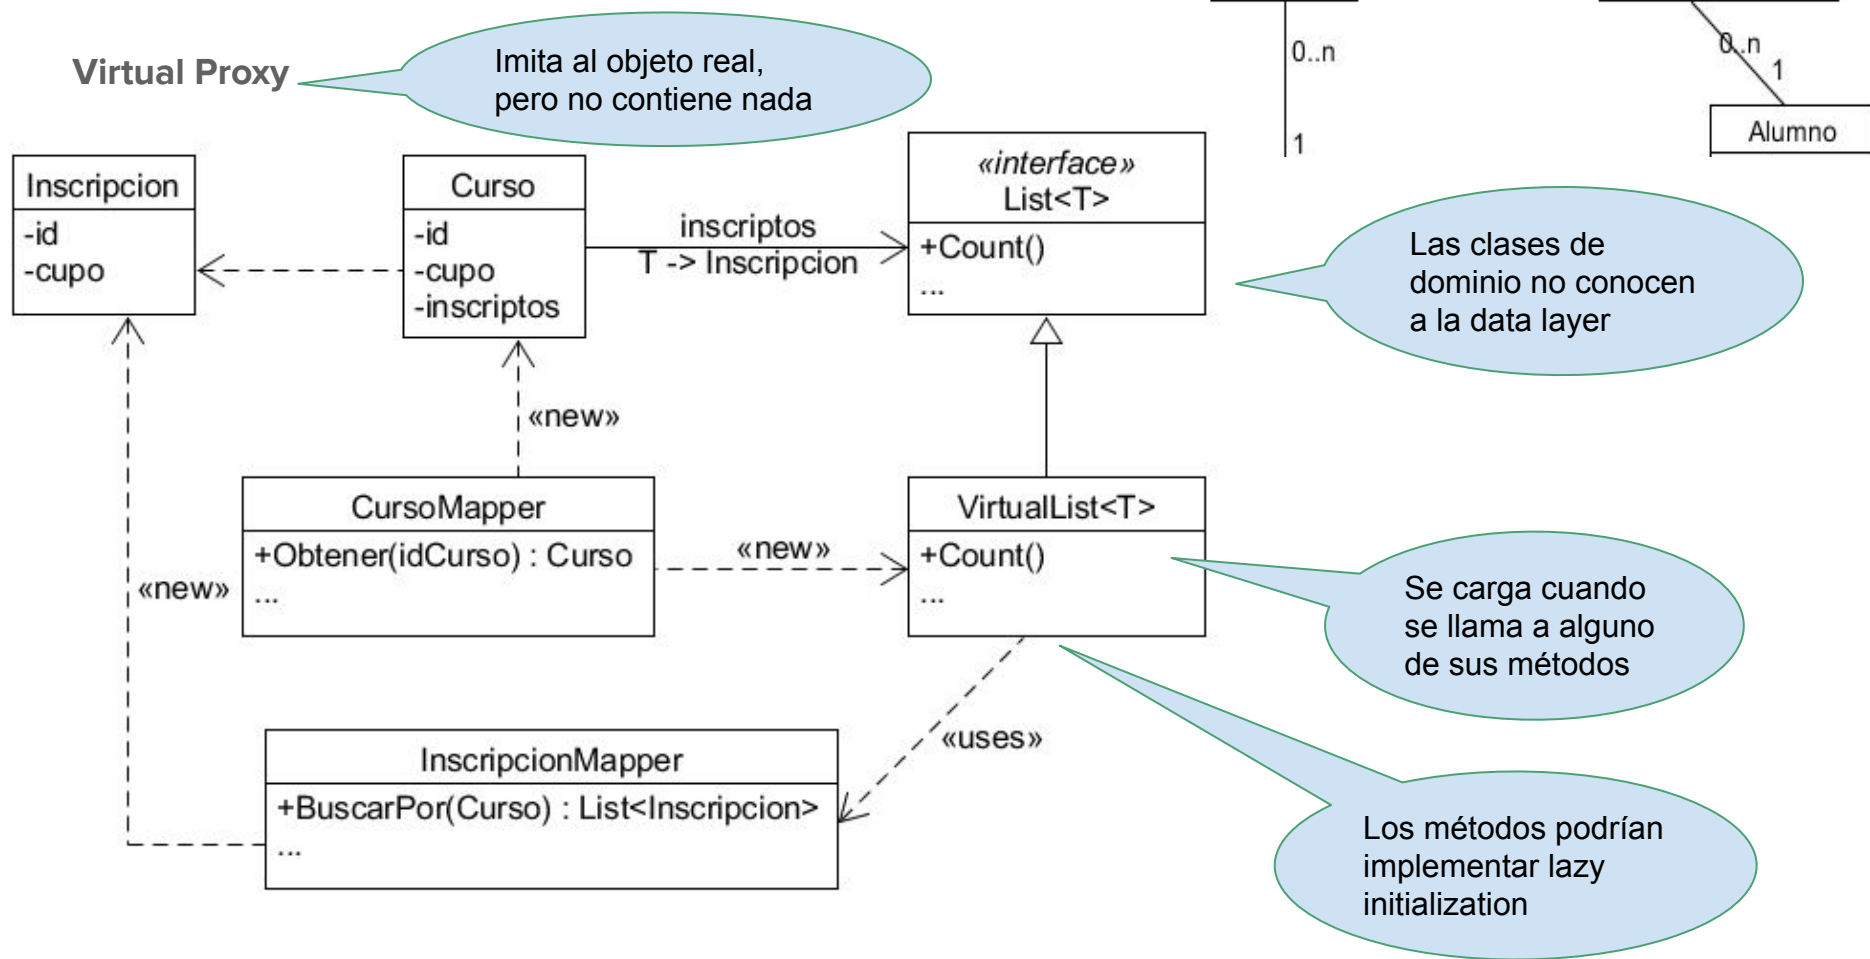 Virtual Proxy
Imita al objeto real,
pero no contiene nada
0..n
1
0..n
1
Alumno
Inscripcion
-id
-cupo
Curso
-id
-cupo
-inscriptos
inscriptos
T -> Inscripcion
«interface»
List<T>
+Count()
...
Las clases de
dominio no conocen
a la data layer
«new»
CursoMapper
+Obtener(idCurso) : Curso
...
«new»
«new»
VirtualList<T>
+Count()
...
Se carga cuando
se llama a alguno
de sus métodos
«uses»
InscripcionMapper
+BuscarPor(Curso) : List<Inscripcion>
...
Los métodos podrían
implementar lazy
initialization